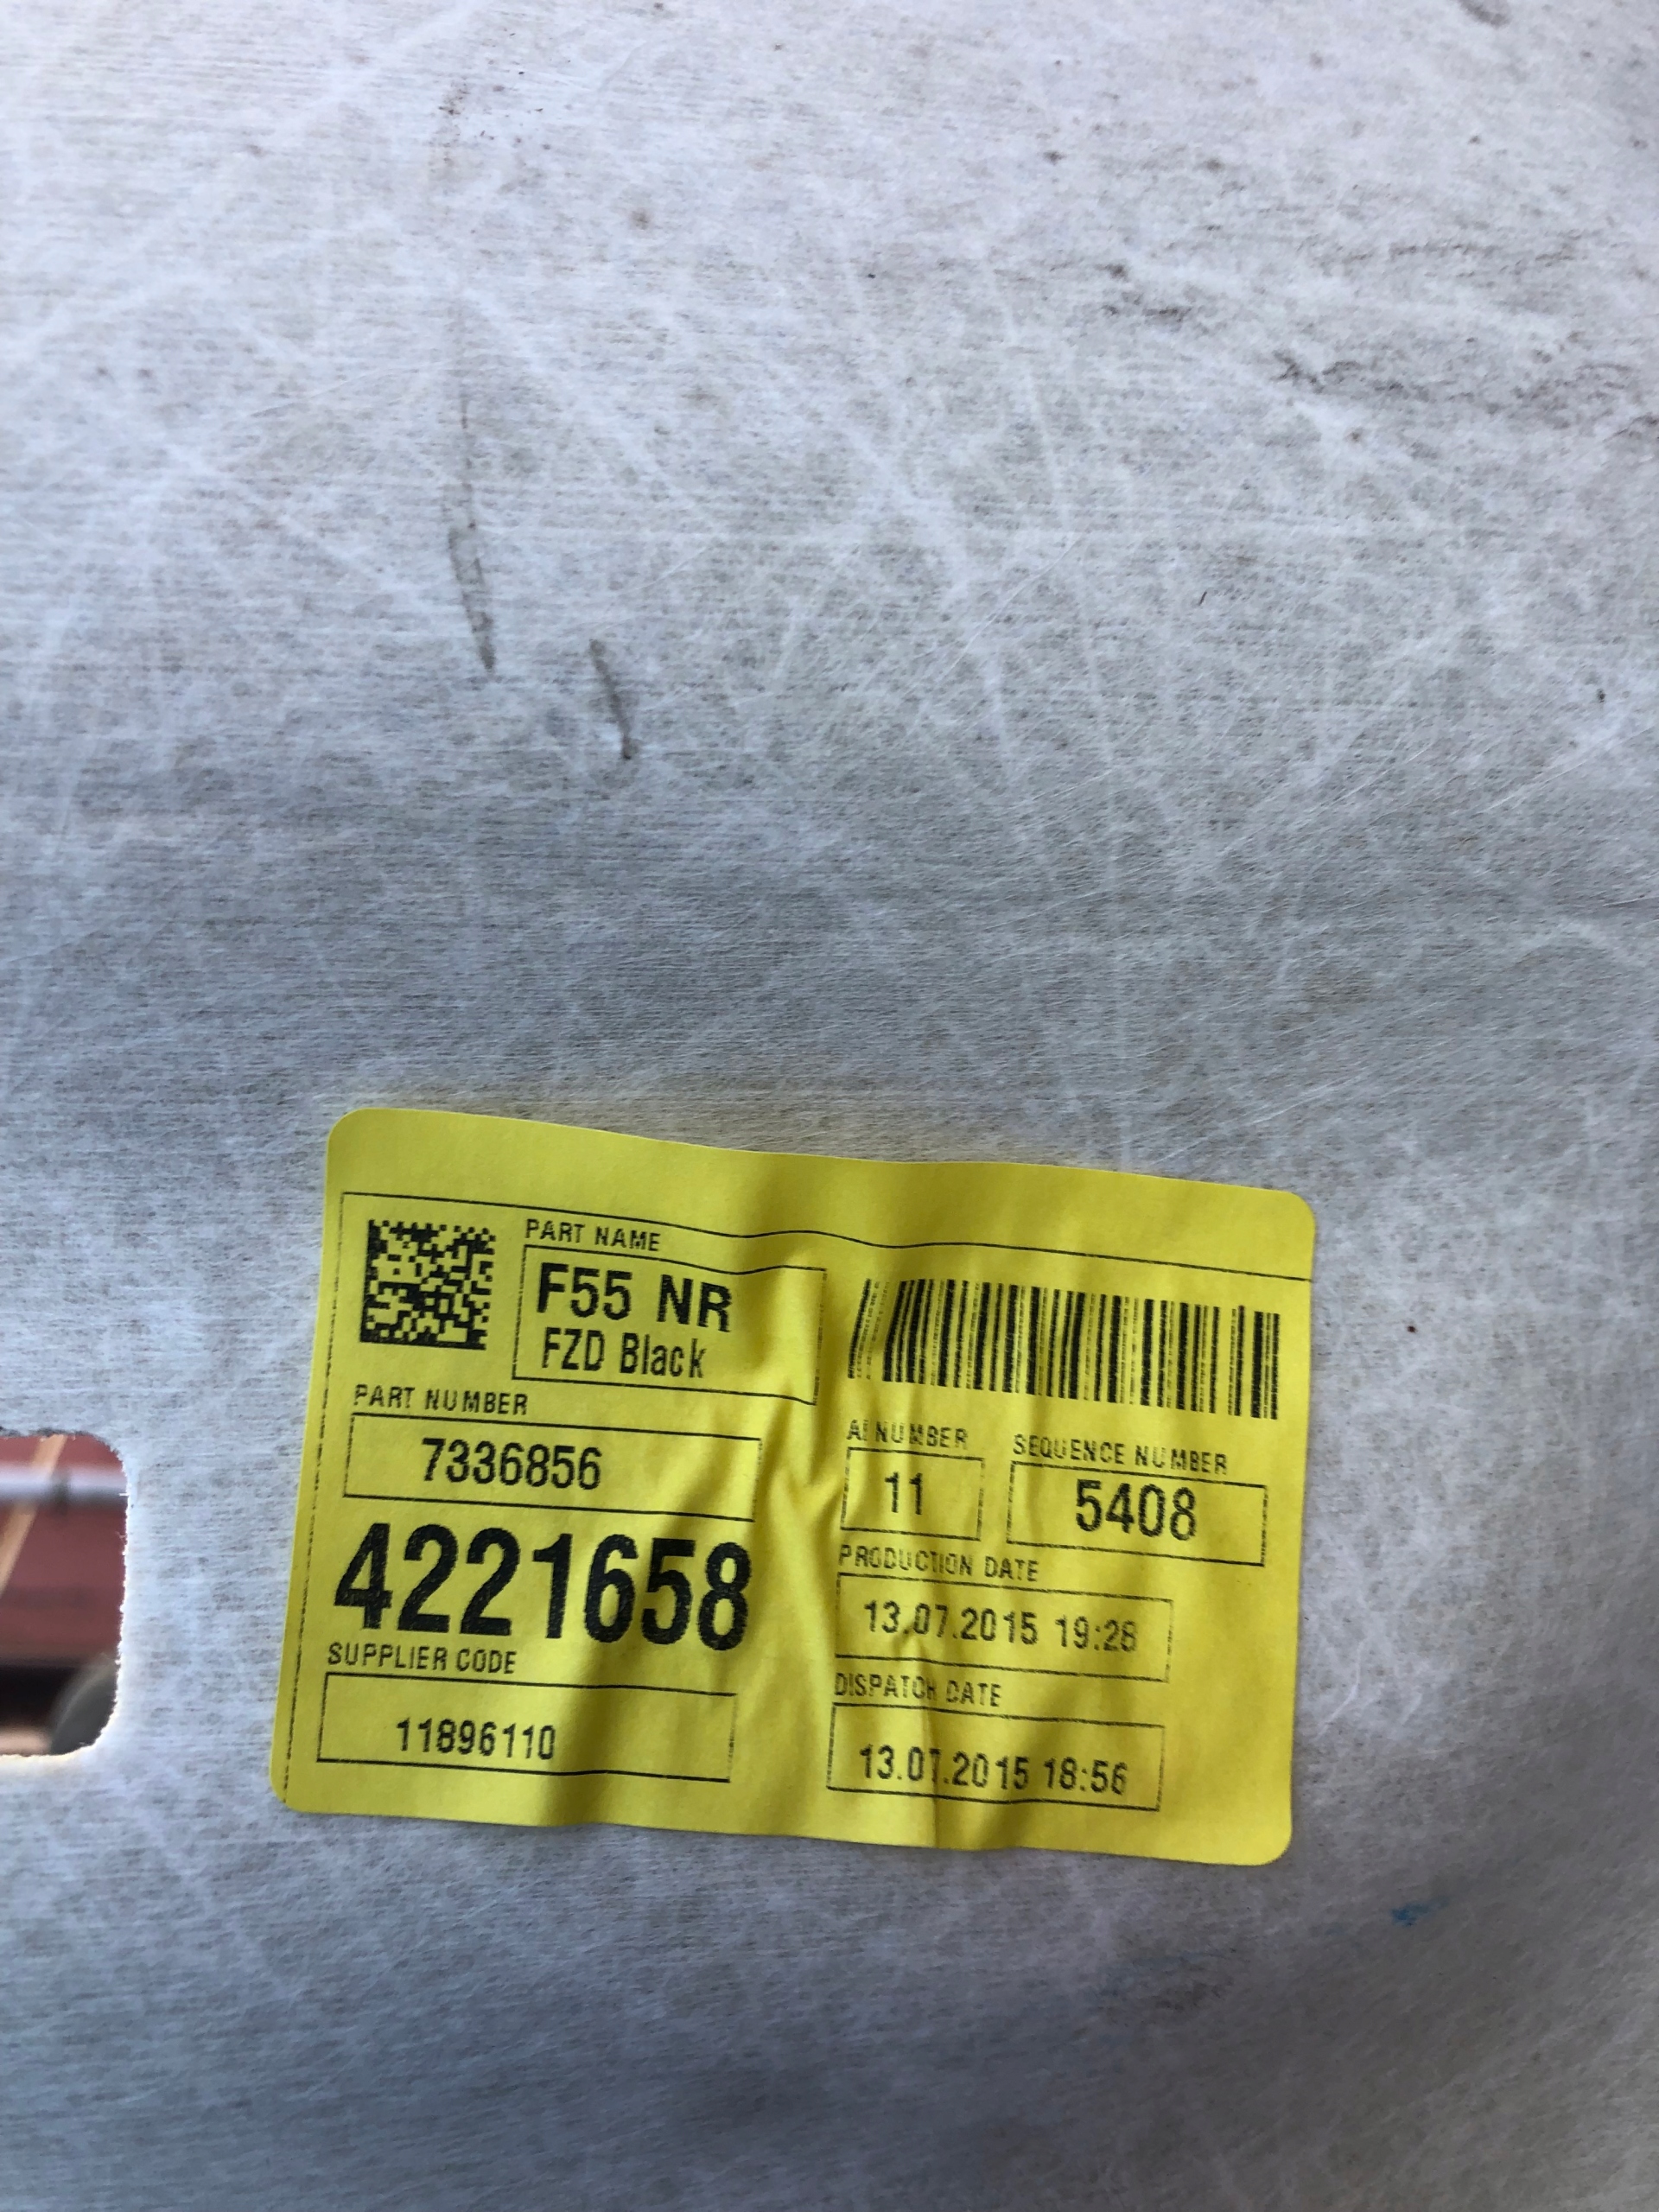 PART NAME
F55 NR
FZD Black
PART NUMBER
7336856
4221658
SUPPLIER CODE
11896110
AI NUMBER
11
SEQUENCE NUMBER
5408
PRODUCTION DATE
13.07.2015 19:28
DISPATCH DATE
13.07.2015 18:56